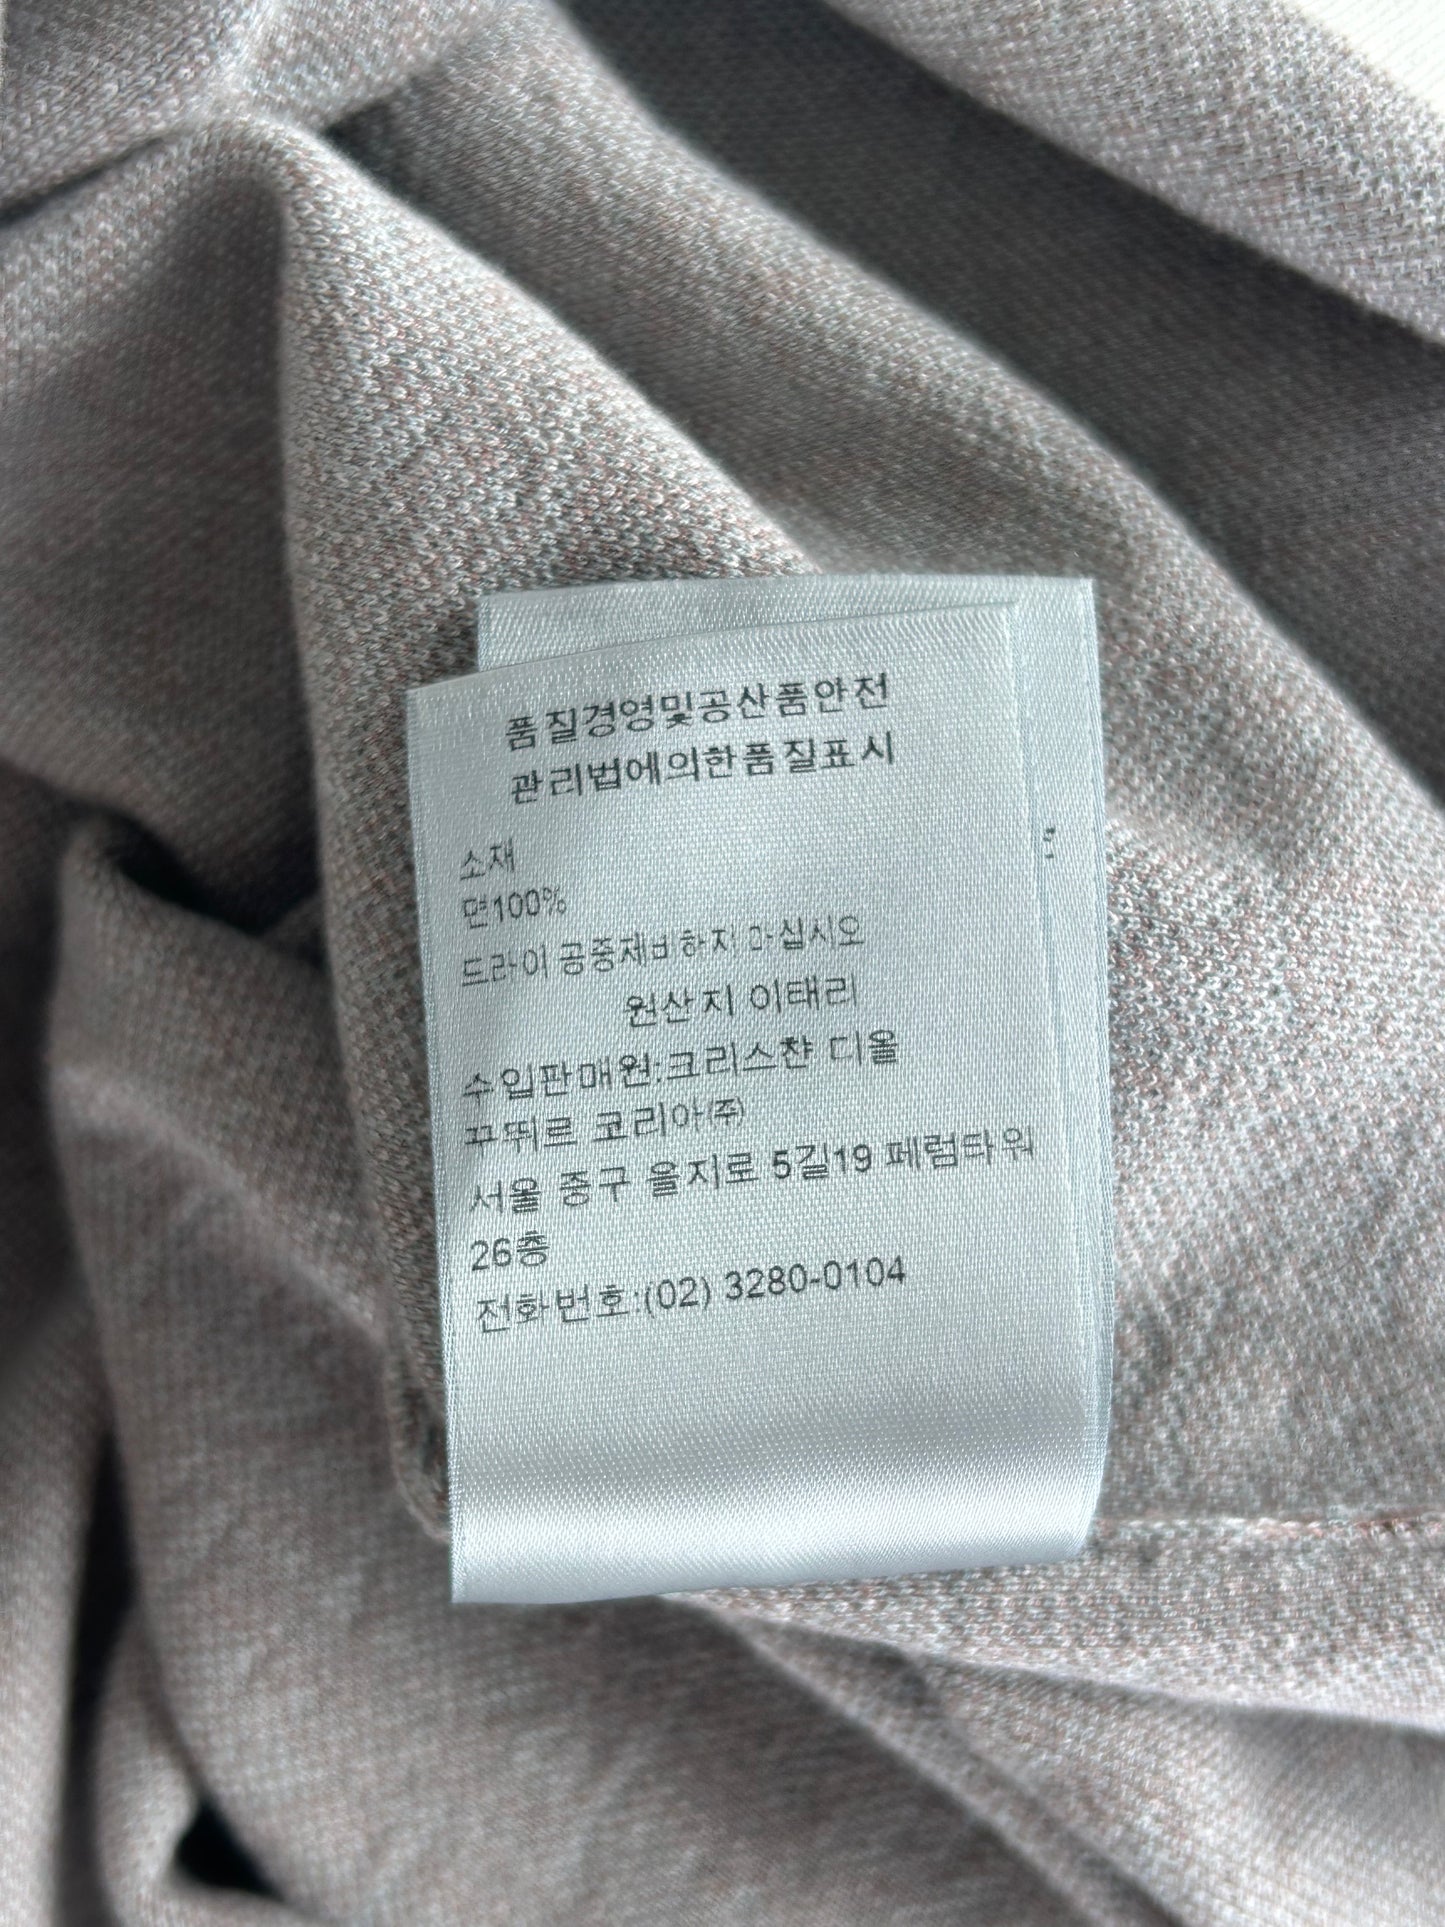 품질경영및공산품안전
관리법에의한품질표시
소재
면100%
드라이 공중재비하지 마십시오
원산지 이태리
수입판매원:크리스챤 디올
꾸뛰르 코리아(주)
서울 중구 을지로 5길19 페럼타워
26층
전화번호:(02) 3280-0104